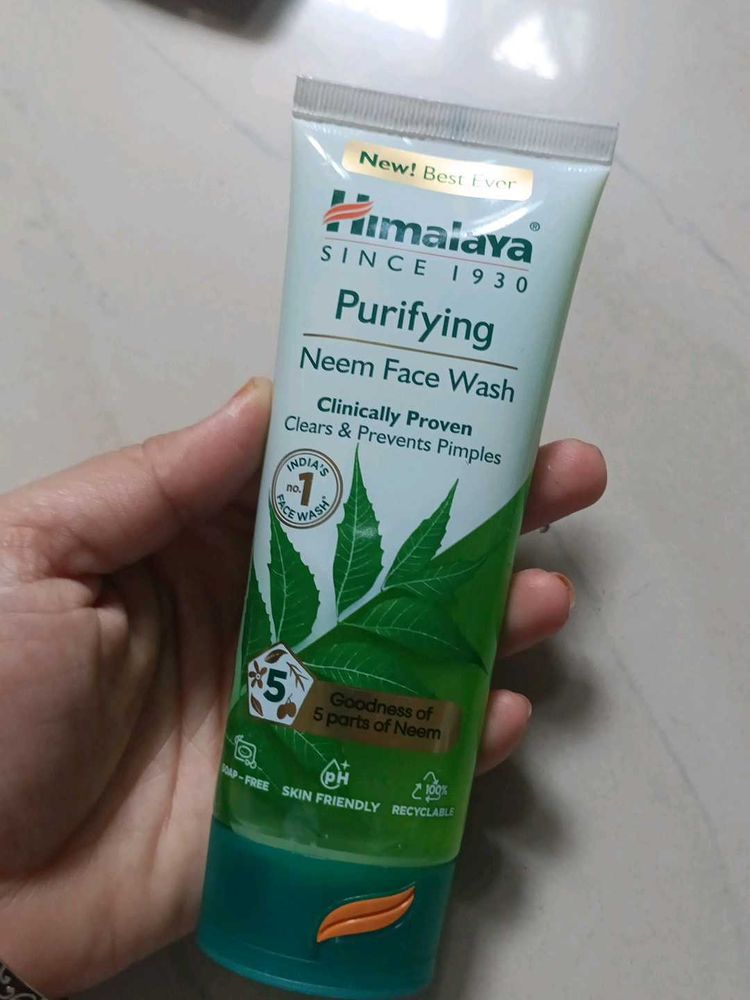 New! Best Ever
Himalaya®
SINCE 1930
Purifying
Neem Face Wash
Clinically Proven
Clears & Prevents Pimples
INDIA'S
no. 1
FACE WASH*
5
Goodness of
5 parts of Neem
SOAP-FREE
pH
SKIN FRIENDLY
100%
RECYCLABLE